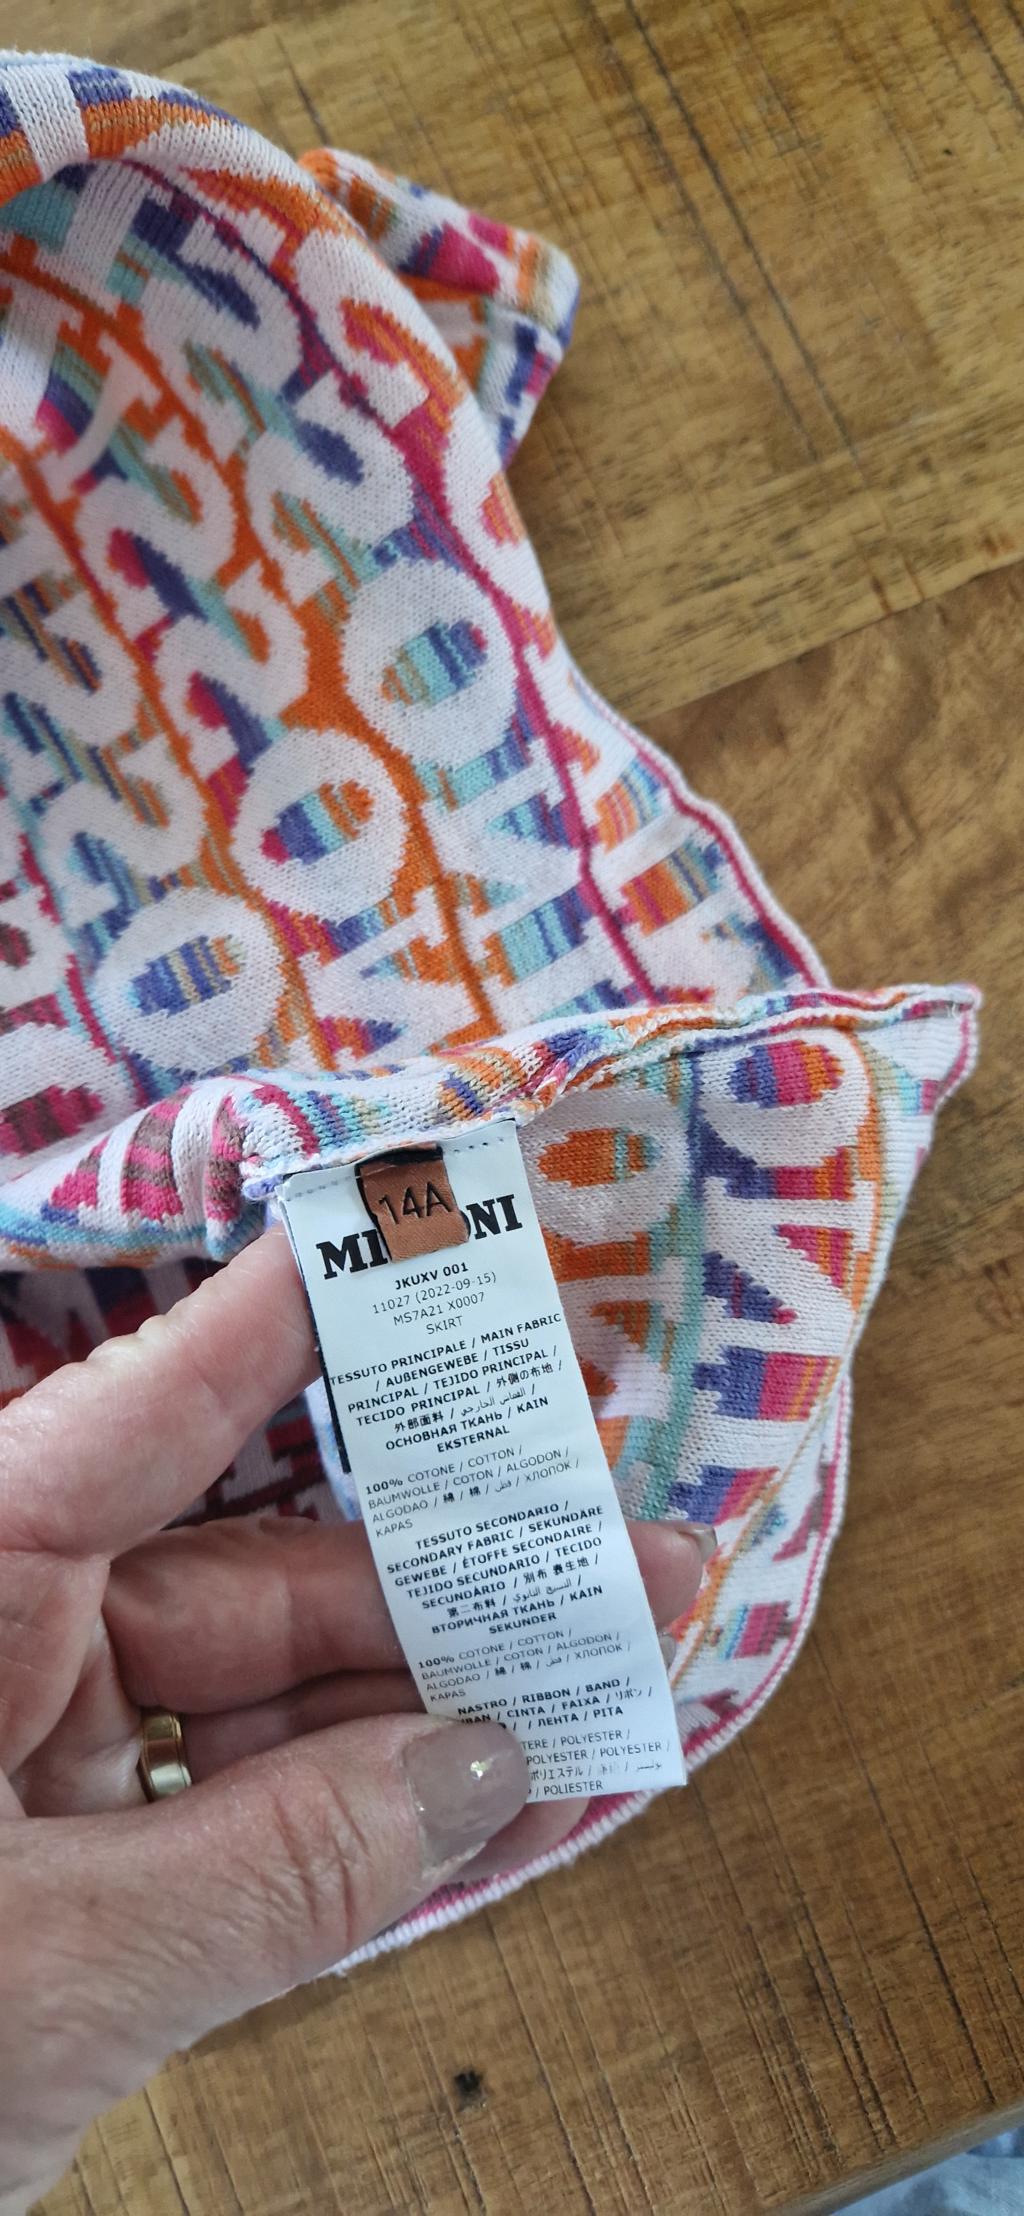 14A
MI NI
JKUXV 001
11027 (2022-09-15)
MS7A21 X0007
SKIRT
TESSUTO PRINCIPALE / MAIN FABRIC
/ AUßENGEWEBE / TISSU
PRINCIPAL / TEJIDO PRINCIPAL /
TECIDO PRINCIPAL / 外側の布地 /
外部面料 / القماش الخارجي /
ОСНОВНАЯ ТКАНЬ / KAIN
EKSTERNAL
100% COTONE / COTTON /
BAUMWOLLE / COTON / ALGODON /
ALGODAO / 綿 / 棉 / قطن / ХЛОПОК /
KAPAS
TESSUTO SECONDARIO /
SECONDARY FABRIC / SEKUNDÄRE
GEWEBE / ÉTOFFE SECONDAIRE /
TEJIDO SECUNDARIO / TECIDO
SECUNDÁRIO / 別布 裏生地 /
第二布料 / النسيج الثانوي /
ВТОРИЧНАЯ ТКАНЬ / KAIN
SEKUNDER
100% COTONE / COTTON /
BAUMWOLLE / COTON / ALGODON /
ALGODAO / 綿 / 棉 / قطن / ХЛОПОК /
KAPAS
NASTRO / RIBBON / BAND /
/ CINTA / FAIXA / リボン /
/ ЛЕНТА / PITA
/ POLYESTER /
POLYESTER / POLYESTER /
ポリエステル / بوليستر /
/ POLIESTER